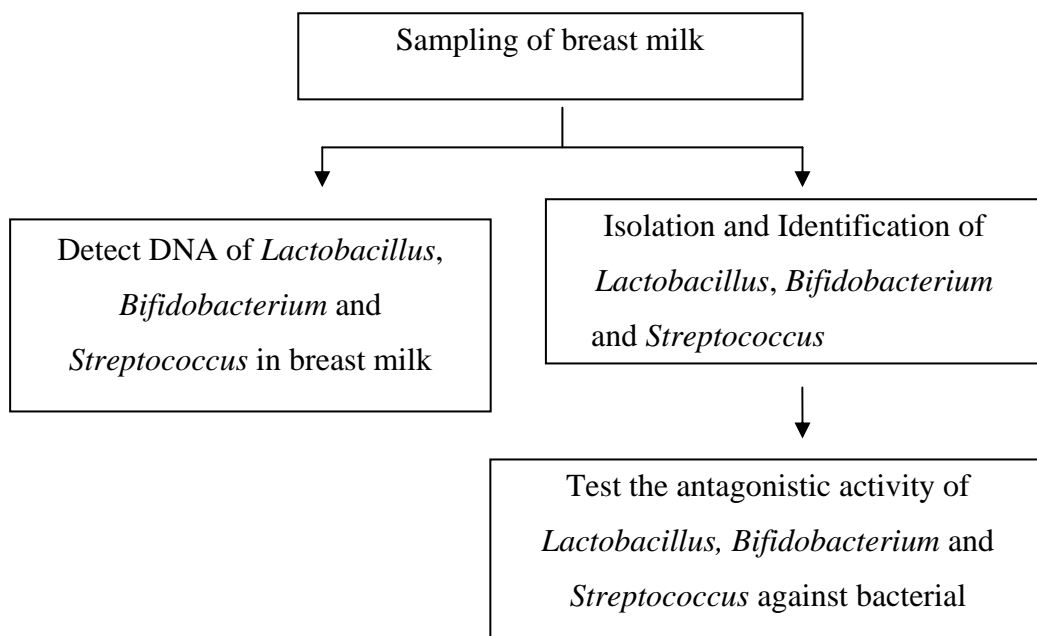 Sampling of breast milk
Detect DNA of Lactobacillus,
Bifidobacterium and
Streptococcus in breast milk
Isolation and Identification of
Lactobacillus, Bifidobacterium
and Streptococcus
Test the antagonistic activity of
Lactobacillus, Bifidobacterium and
Streptococcus against bacterial